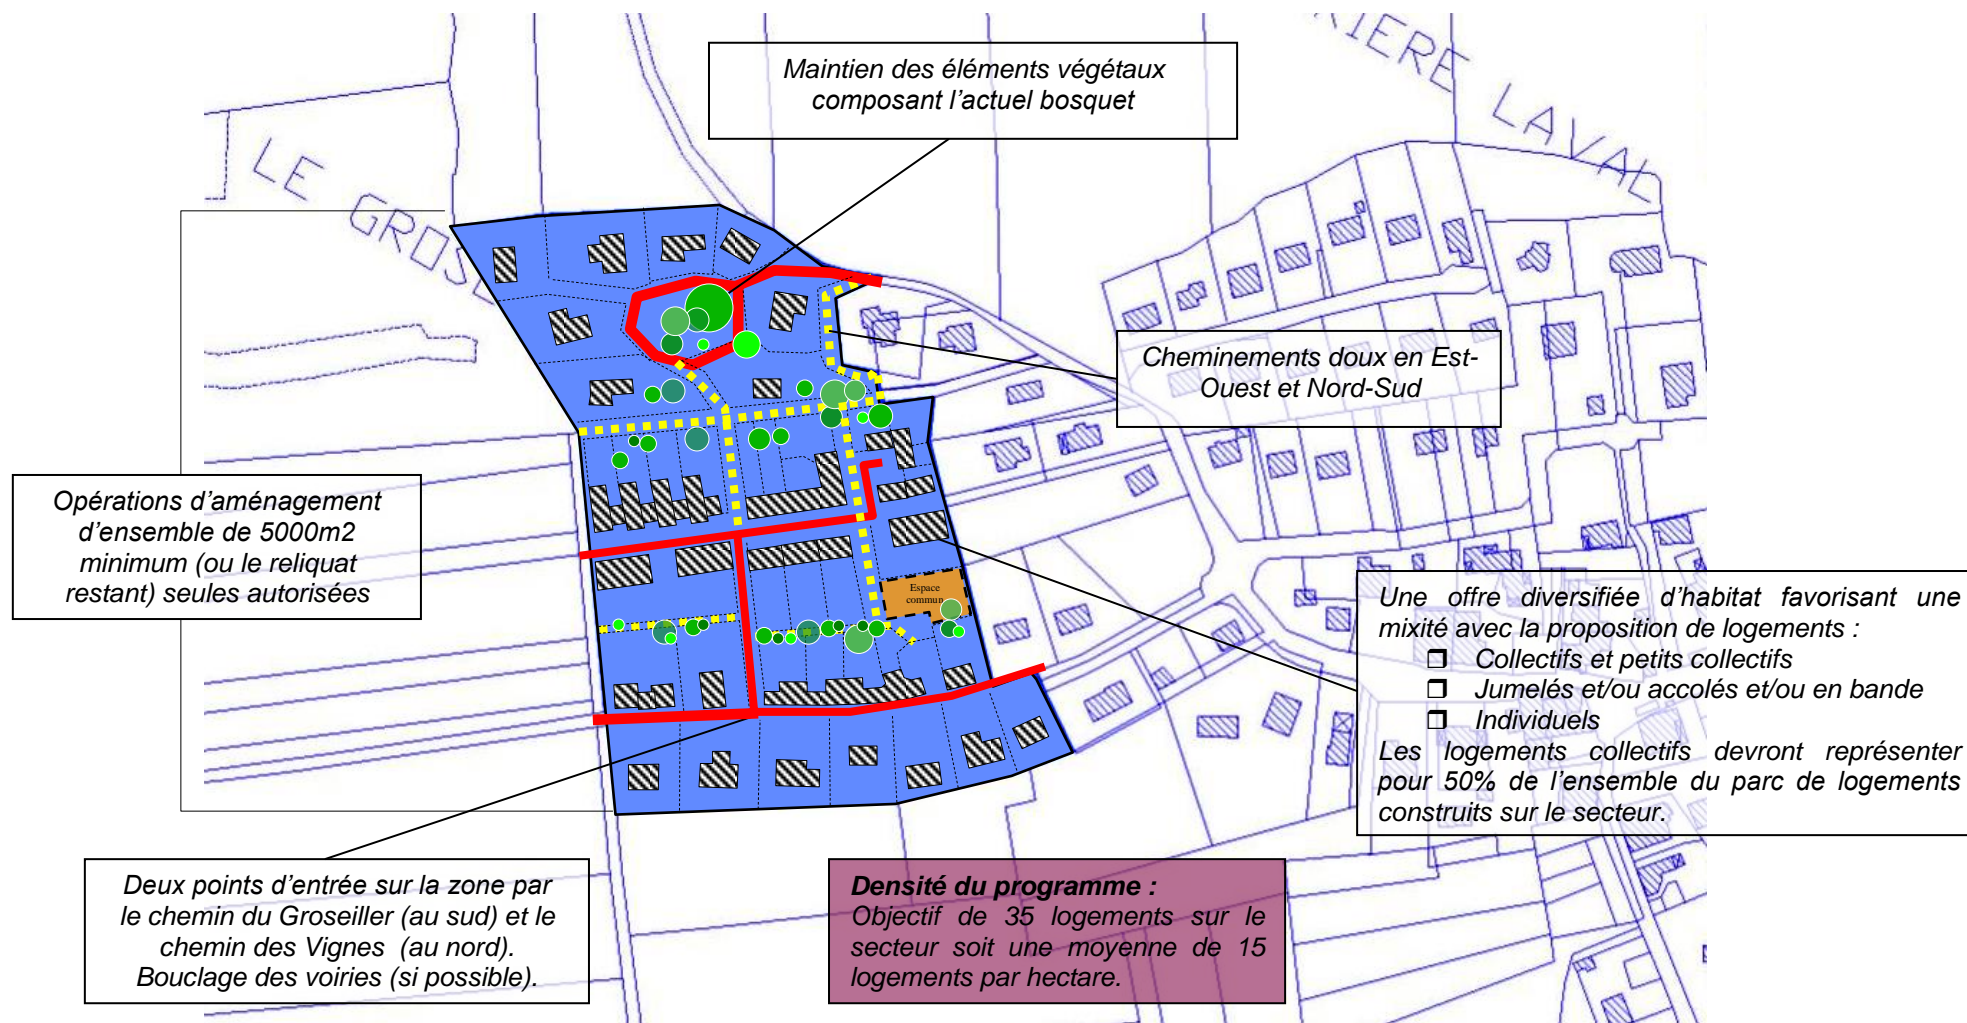 RIERE LAVAL
Maintien des éléments végétaux
composant l'actuel bosquet
LE GROSE
Cheminements doux en Est-
Ouest et Nord-Sud
Opérations d'aménagement
d'ensemble de 5000m2
minimum (ou le reliquat
restant) seules autorisées
Espace
commun
Une offre diversifiée d'habitat favorisant une
mixité avec la proposition de logements :
❒ Collectifs et petits collectifs
❒ Jumelés et/ou accolés et/ou en bande
❒ Individuels
Les logements collectifs devront représenter
pour 50% de l'ensemble du parc de logements
construits sur le secteur.
Deux points d'entrée sur la zone par
le chemin du Groseiller (au sud) et le
chemin des Vignes (au nord).
Bouclage des voiries (si possible).
Densité du programme :
Objectif de 35 logements sur le
secteur soit une moyenne de 15
logements par hectare.